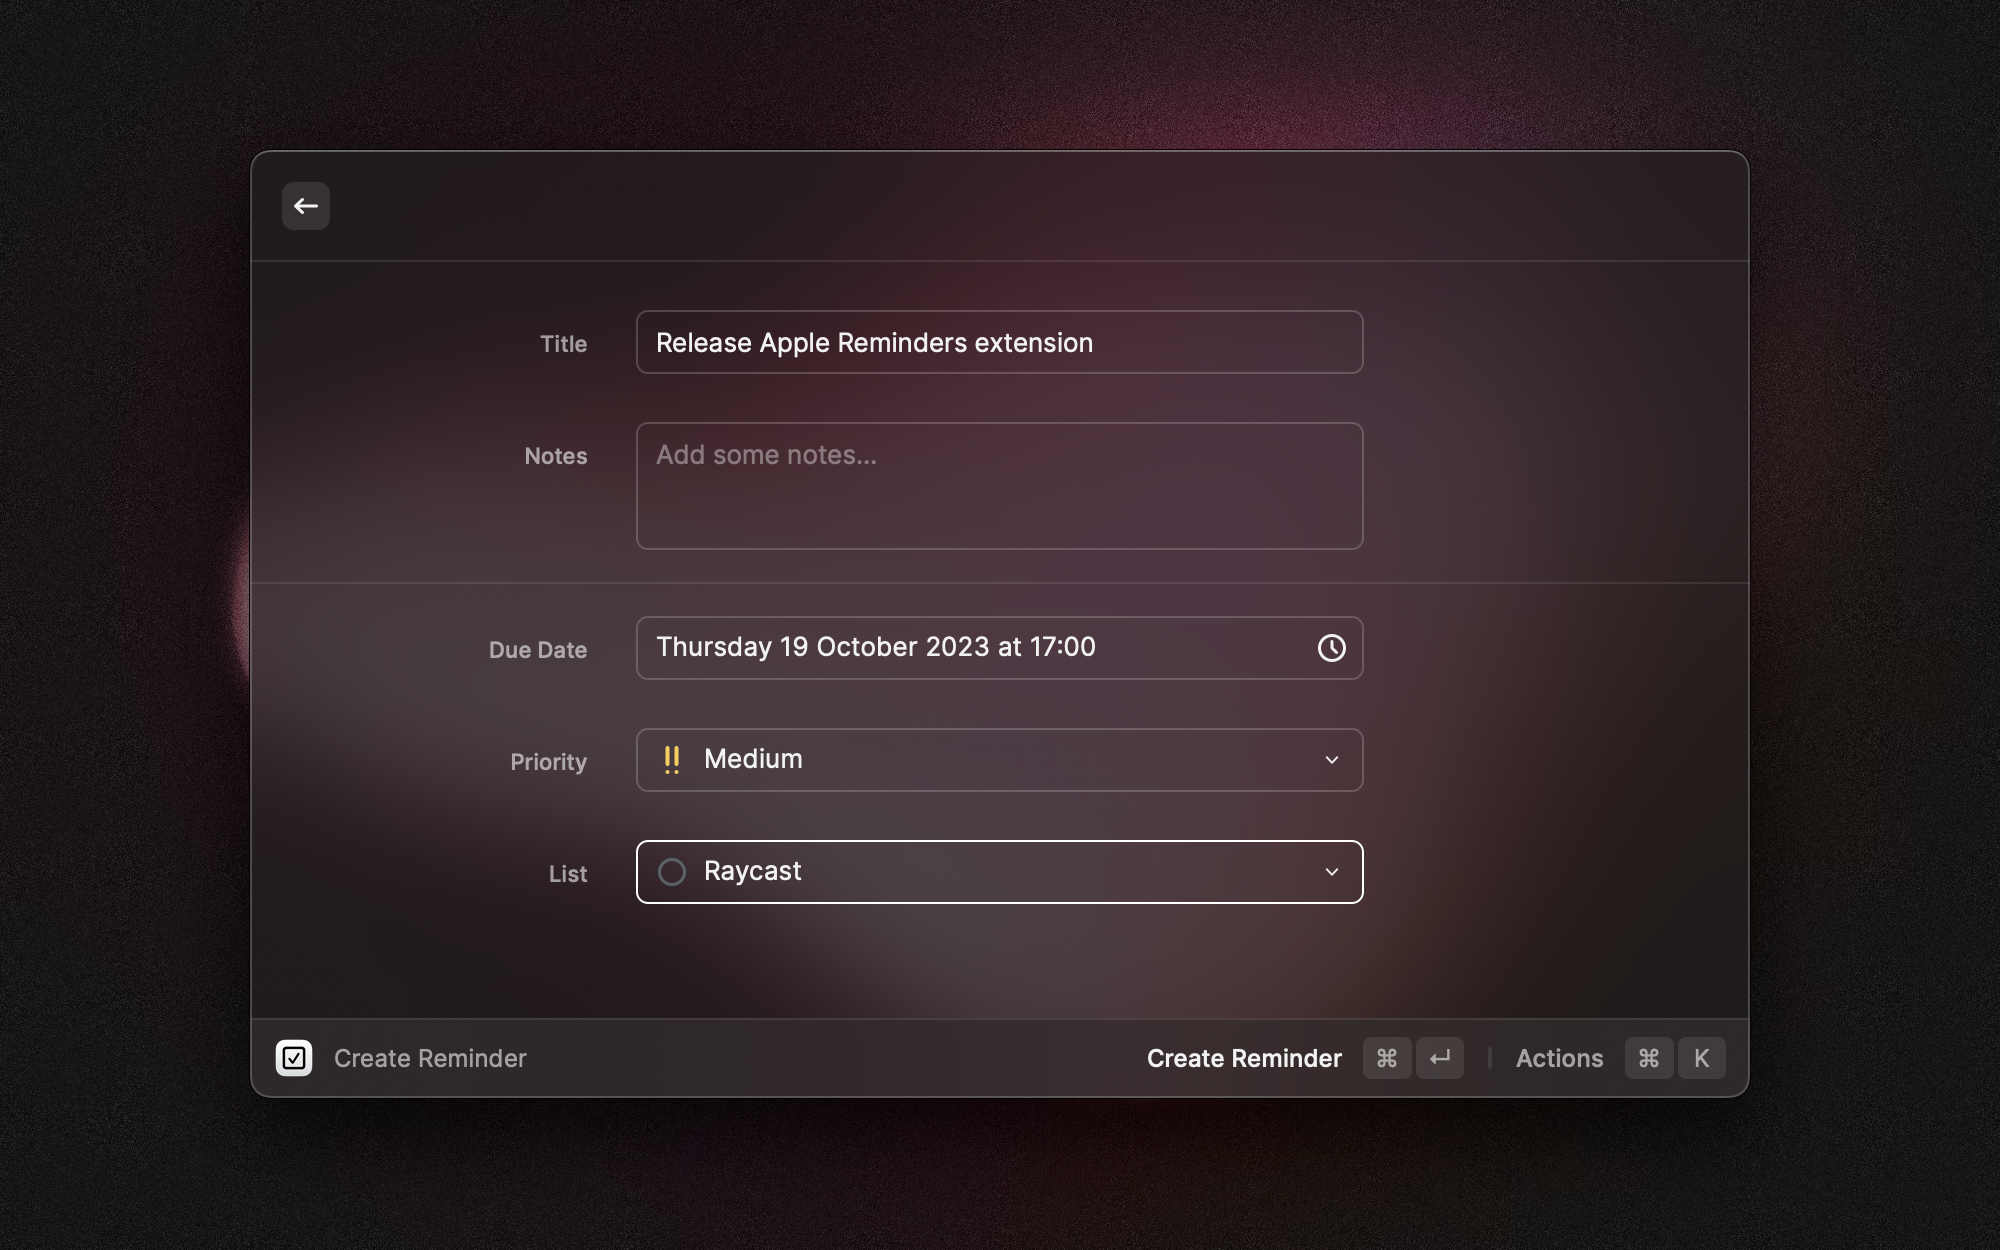 Title
Release Apple Reminders extension
Notes
Add some notes...
Due Date
Thursday 19 October 2023 at 17:00
Priority
Medium
List
Raycast
Create Reminder
Create Reminder ⌘ ↵ | Actions ⌘ K